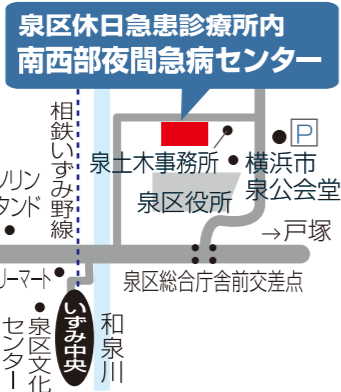 泉区休日急患診療所内
南西部夜間急病センター
相鉄いずみ野線
P
泉土木事務所
横浜市
泉公会堂
泉区役所
→戸塚
泉区総合庁舎前交差点
いずみ中央
和泉川
泉区文化
センター